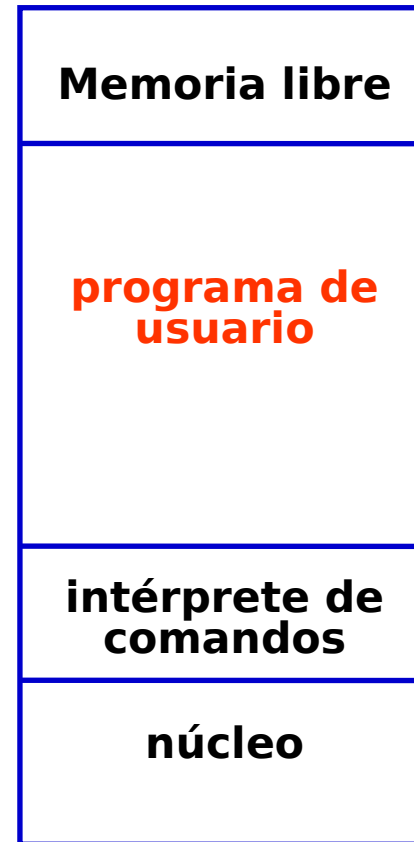 Memoria libre
programa de
usuario
intérprete de
comandos
núcleo